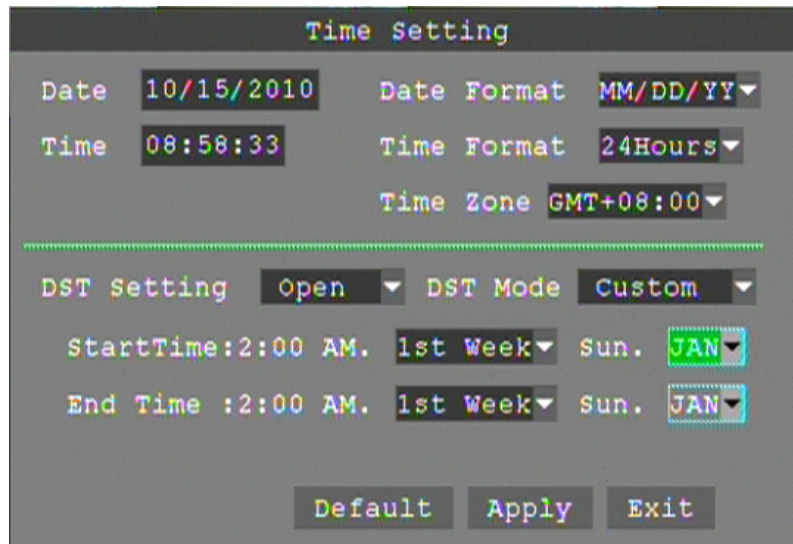 Time Setting
Date 10/15/2010 Date Format MM/DD/YY
Time 08:58:33 Time Format 24Hours
Time Zone GMT+08:00
DST Setting Open DST Mode Custom
StartTime:2:00 AM. 1st Week Sun. JAN
End Time :2:00 AM. 1st Week Sun. JAN
Default Apply Exit